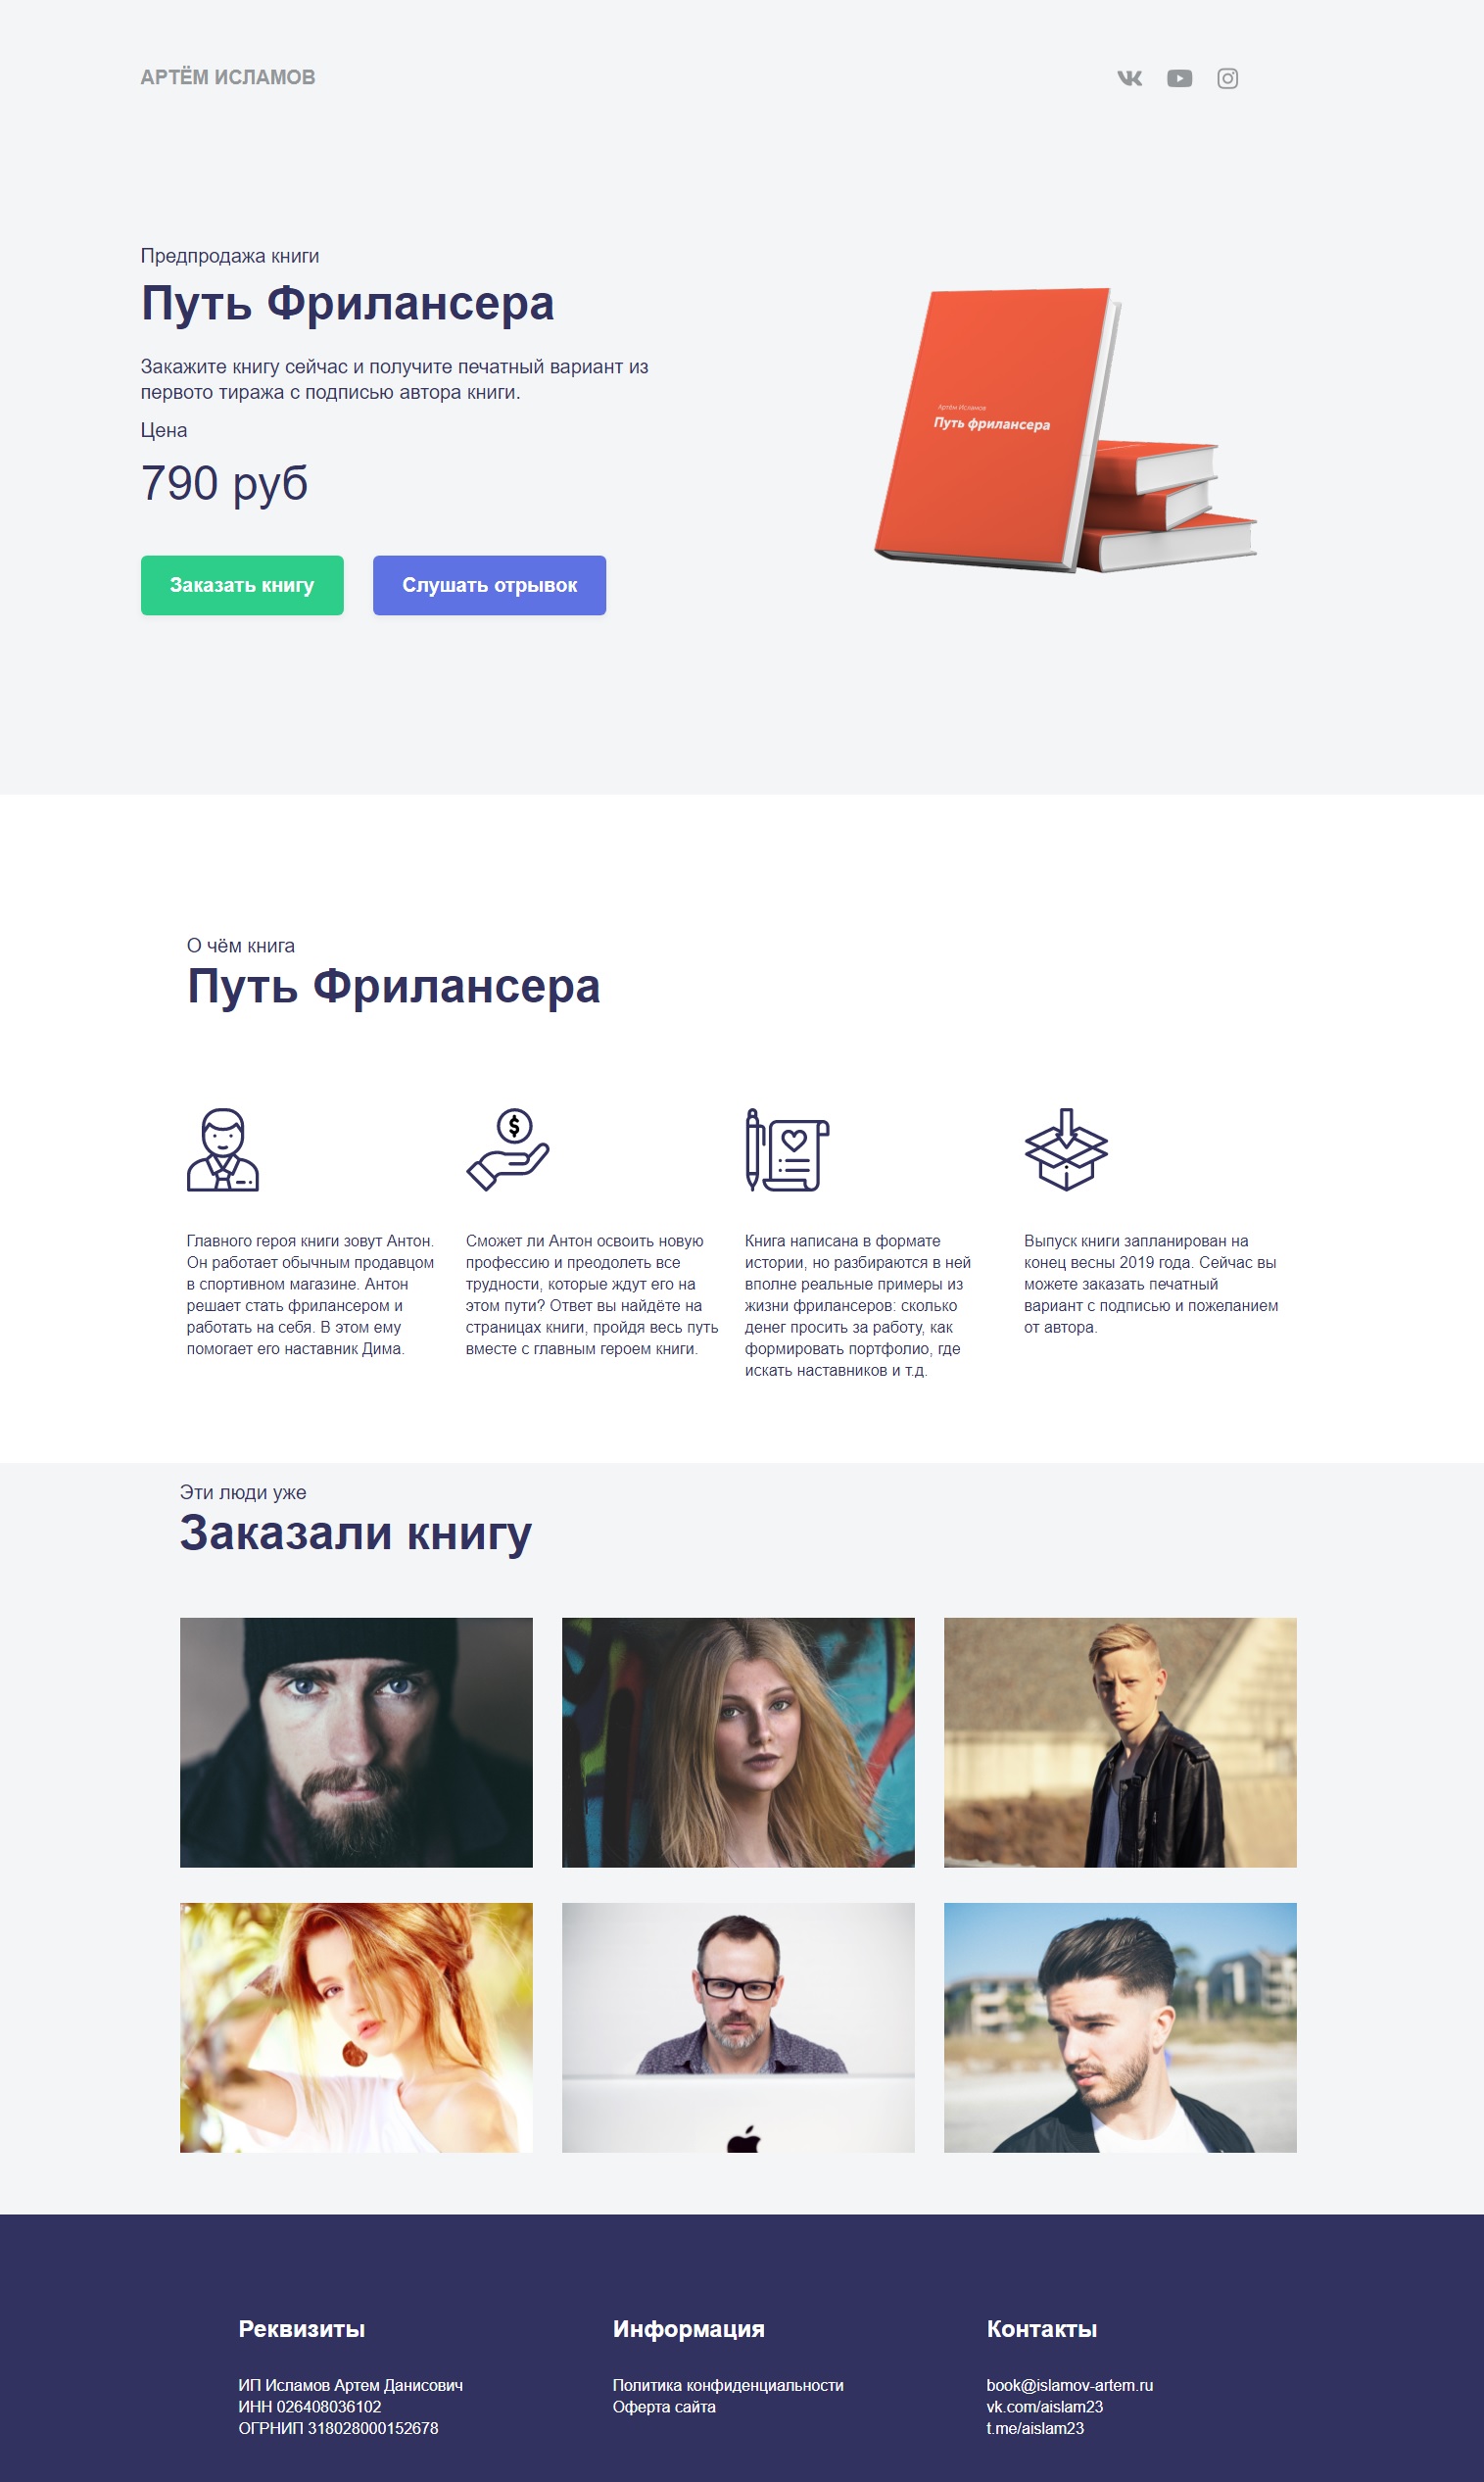 АРТЁМ ИСЛАМОВ
Предпродажа книги
Путь Фрилансера
Закажите книгу сейчас и получите печатный вариант из
первото тиража с подписью автора книги.
Цена
790 руб
Заказать книгу
Слушать отрывок
Артём Исламов
Путь фрилансера
О чём книга
Путь Фрилансера
Главного героя книги зовут Антон.
Он работает обычным продавцом
в спортивном магазине. Антон
решает стать фрилансером и
работать на себя. В этом ему
помогает его наставник Дима.
Сможет ли Антон освоить новую
профессию и преодолеть все
трудности, которые ждут его на
этом пути? Ответ вы найдёте на
страницах книги, пройдя весь путь
вместе с главным героем книги.
Книга написана в формате
истории, но разбираются в ней
вполне реальные примеры из
жизни фрилансеров: сколько
денег просить за работу, как
формировать портфолио, где
искать наставников и т.д.
Выпуск книги запланирован на
конец весны 2019 года. Сейчас вы
можете заказать печатный
вариант с подписью и пожеланием
от автора.
Эти люди уже
Заказали книгу
Реквизиты
ИП Исламов Артем Данисович
ИНН 026408036102
ОГРНИП 318028000152678
Информация
Политика конфиденциальности
Оферта сайта
Контакты
book@islamov-artem.ru
vk.com/aislam23
t.me/aislam23